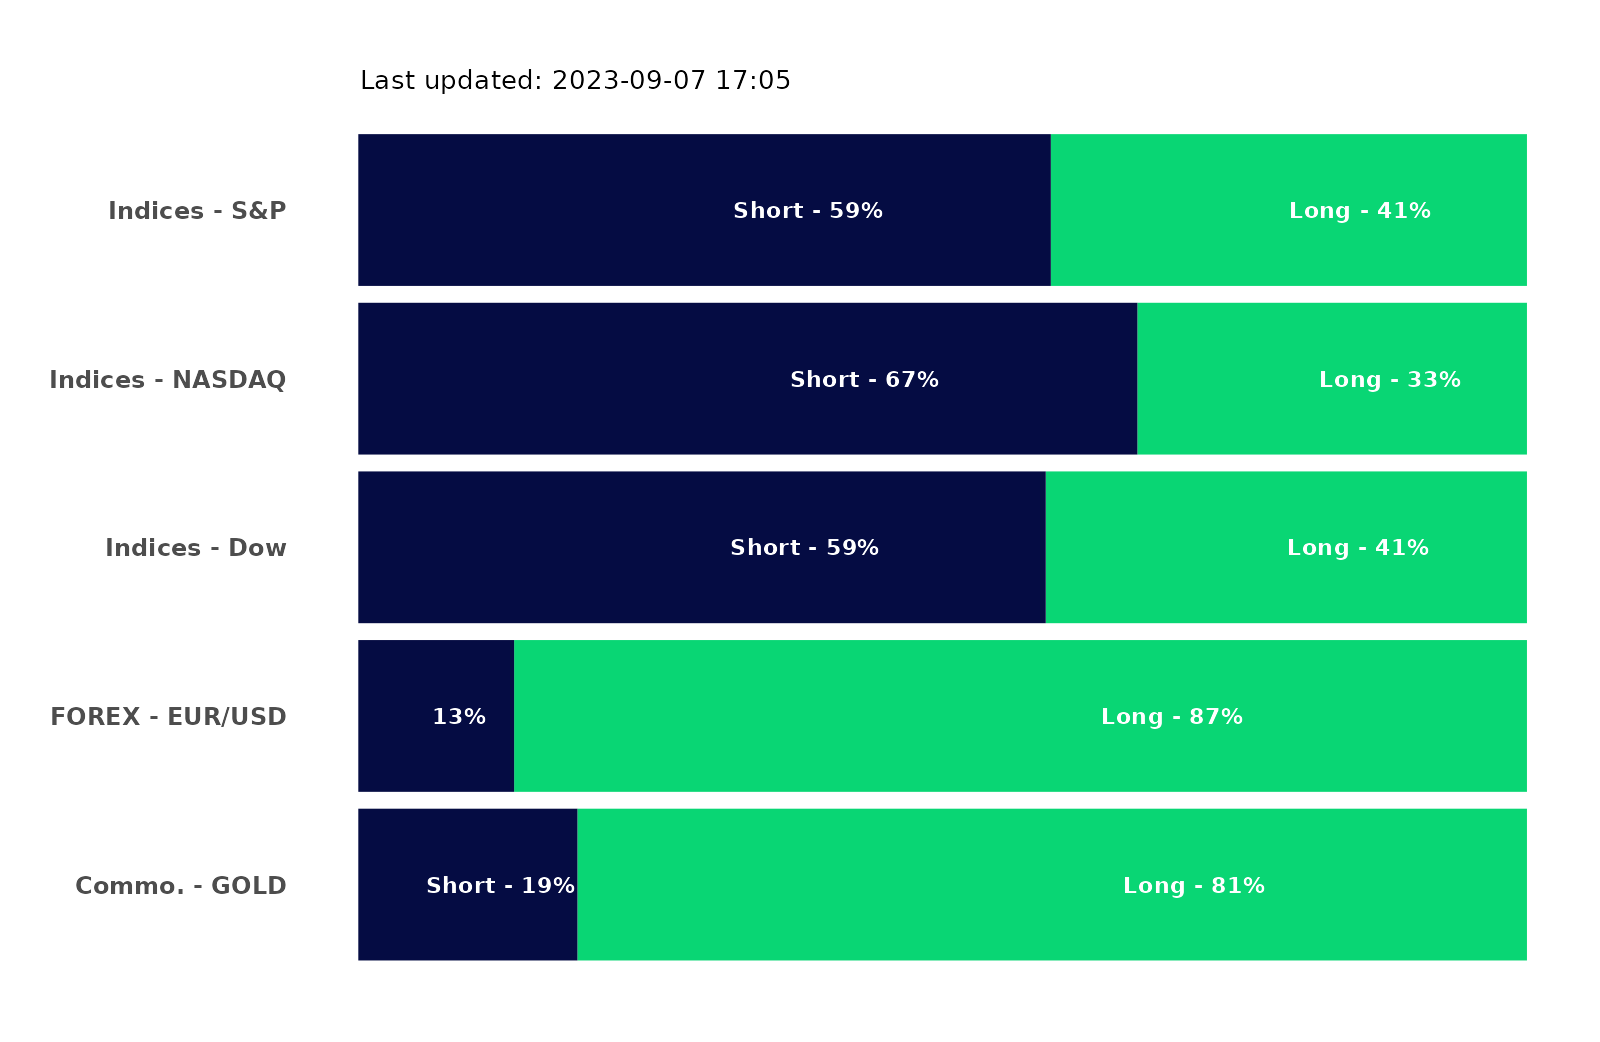 Last updated: 2023-09-07 17:05
Indices - S&P
Short - 59%
Long - 41%
Indices - NASDAQ
Short - 67%
Long - 33%
Indices - Dow
Short - 59%
Long - 41%
FOREX - EUR/USD
13%
Long - 87%
Commo. - GOLD
Short - 19%
Long - 81%